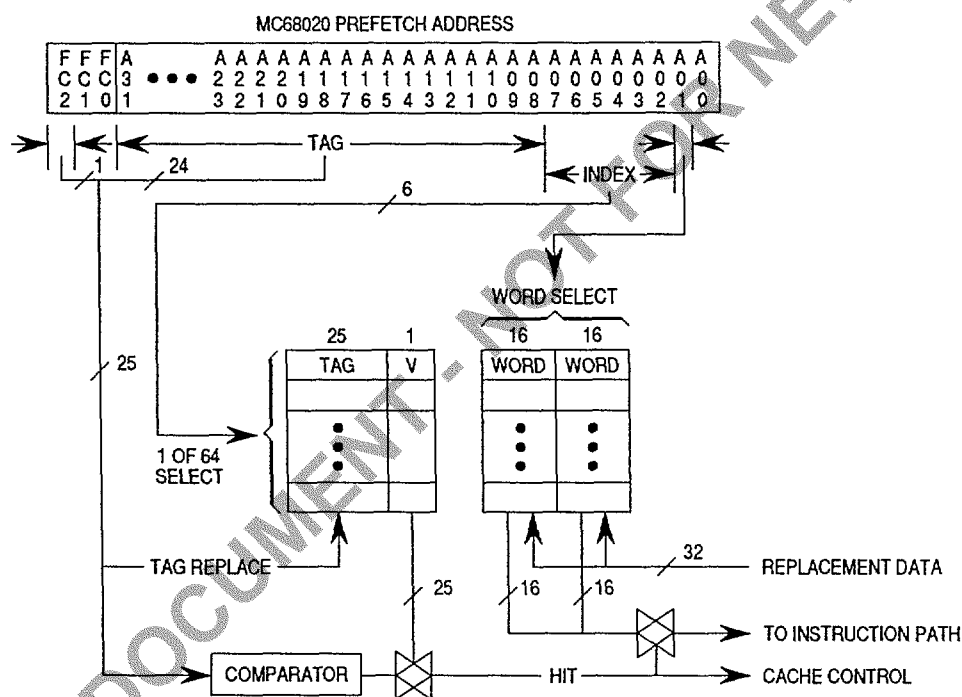 MC68020 PREFETCH ADDRESS
F F F A • • • A A A A A A A A A A A A A A A A A A A A A A A A
C C C 3 2 2 2 2 1 1 1 1 1 1 1 1 1 1 0 0 0 0 0 0 0 0 0 0
2 1 0 1 3 2 1 0 9 8 7 6 5 4 3 2 1 0 9 8 7 6 5 4 3 2 1 0
TAG
1 24
INDEX
6
WORD SELECT
25 1 16 16
TAG V WORD WORD
25
1 OF 64
SELECT
TAG REPLACE
32
REPLACEMENT DATA
25 16 16
TO INSTRUCTION PATH
COMPARATOR
HIT
CACHE CONTROL
DOCUMENT - NOT FOR NE